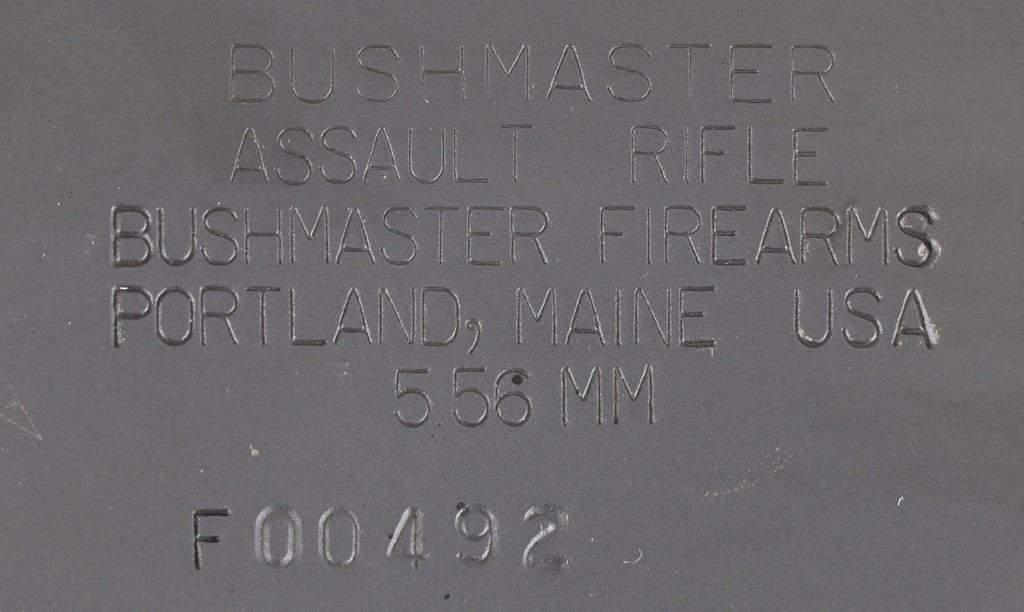 BUSHMASTER
ASSAULT RIFLE
BUSHMASTER FIREARMS
PORTLAND, MAINE USA
5.56 MM
F00492